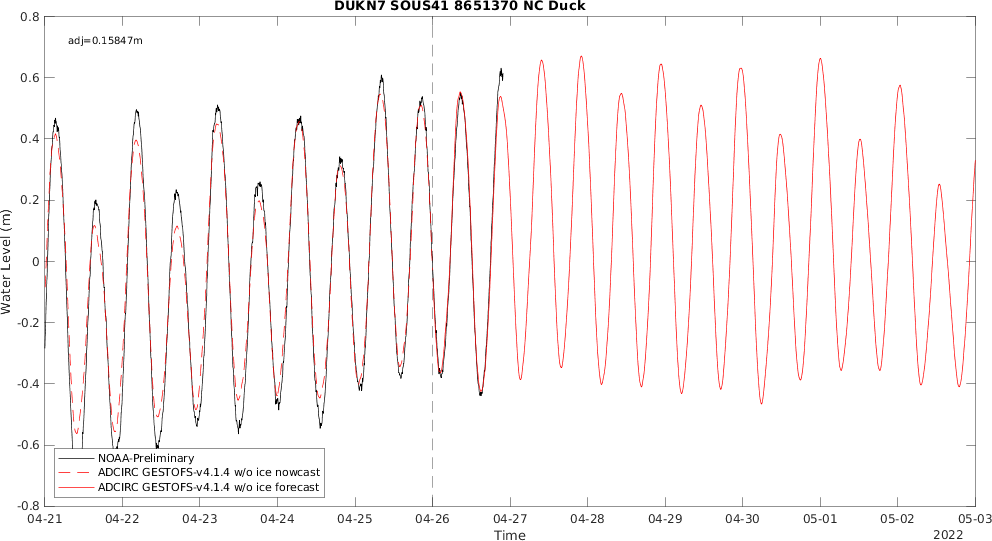 DUKN7 SOUS41 8651370 NC Duck
adj=0.15847m
0.8
0.6
0.4
0.2
0
-0.2
-0.4
-0.6
-0.8
Water Level (m)
NOAA-Preliminary
ADCIRC GESTOFS-v4.1.4 w/o ice nowcast
ADCIRC GESTOFS-v4.1.4 w/o ice forecast
04-21 04-22 04-23 04-24 04-25 04-26 04-27 04-28 04-29 04-30 05-01 05-02 05-03
Time
2022